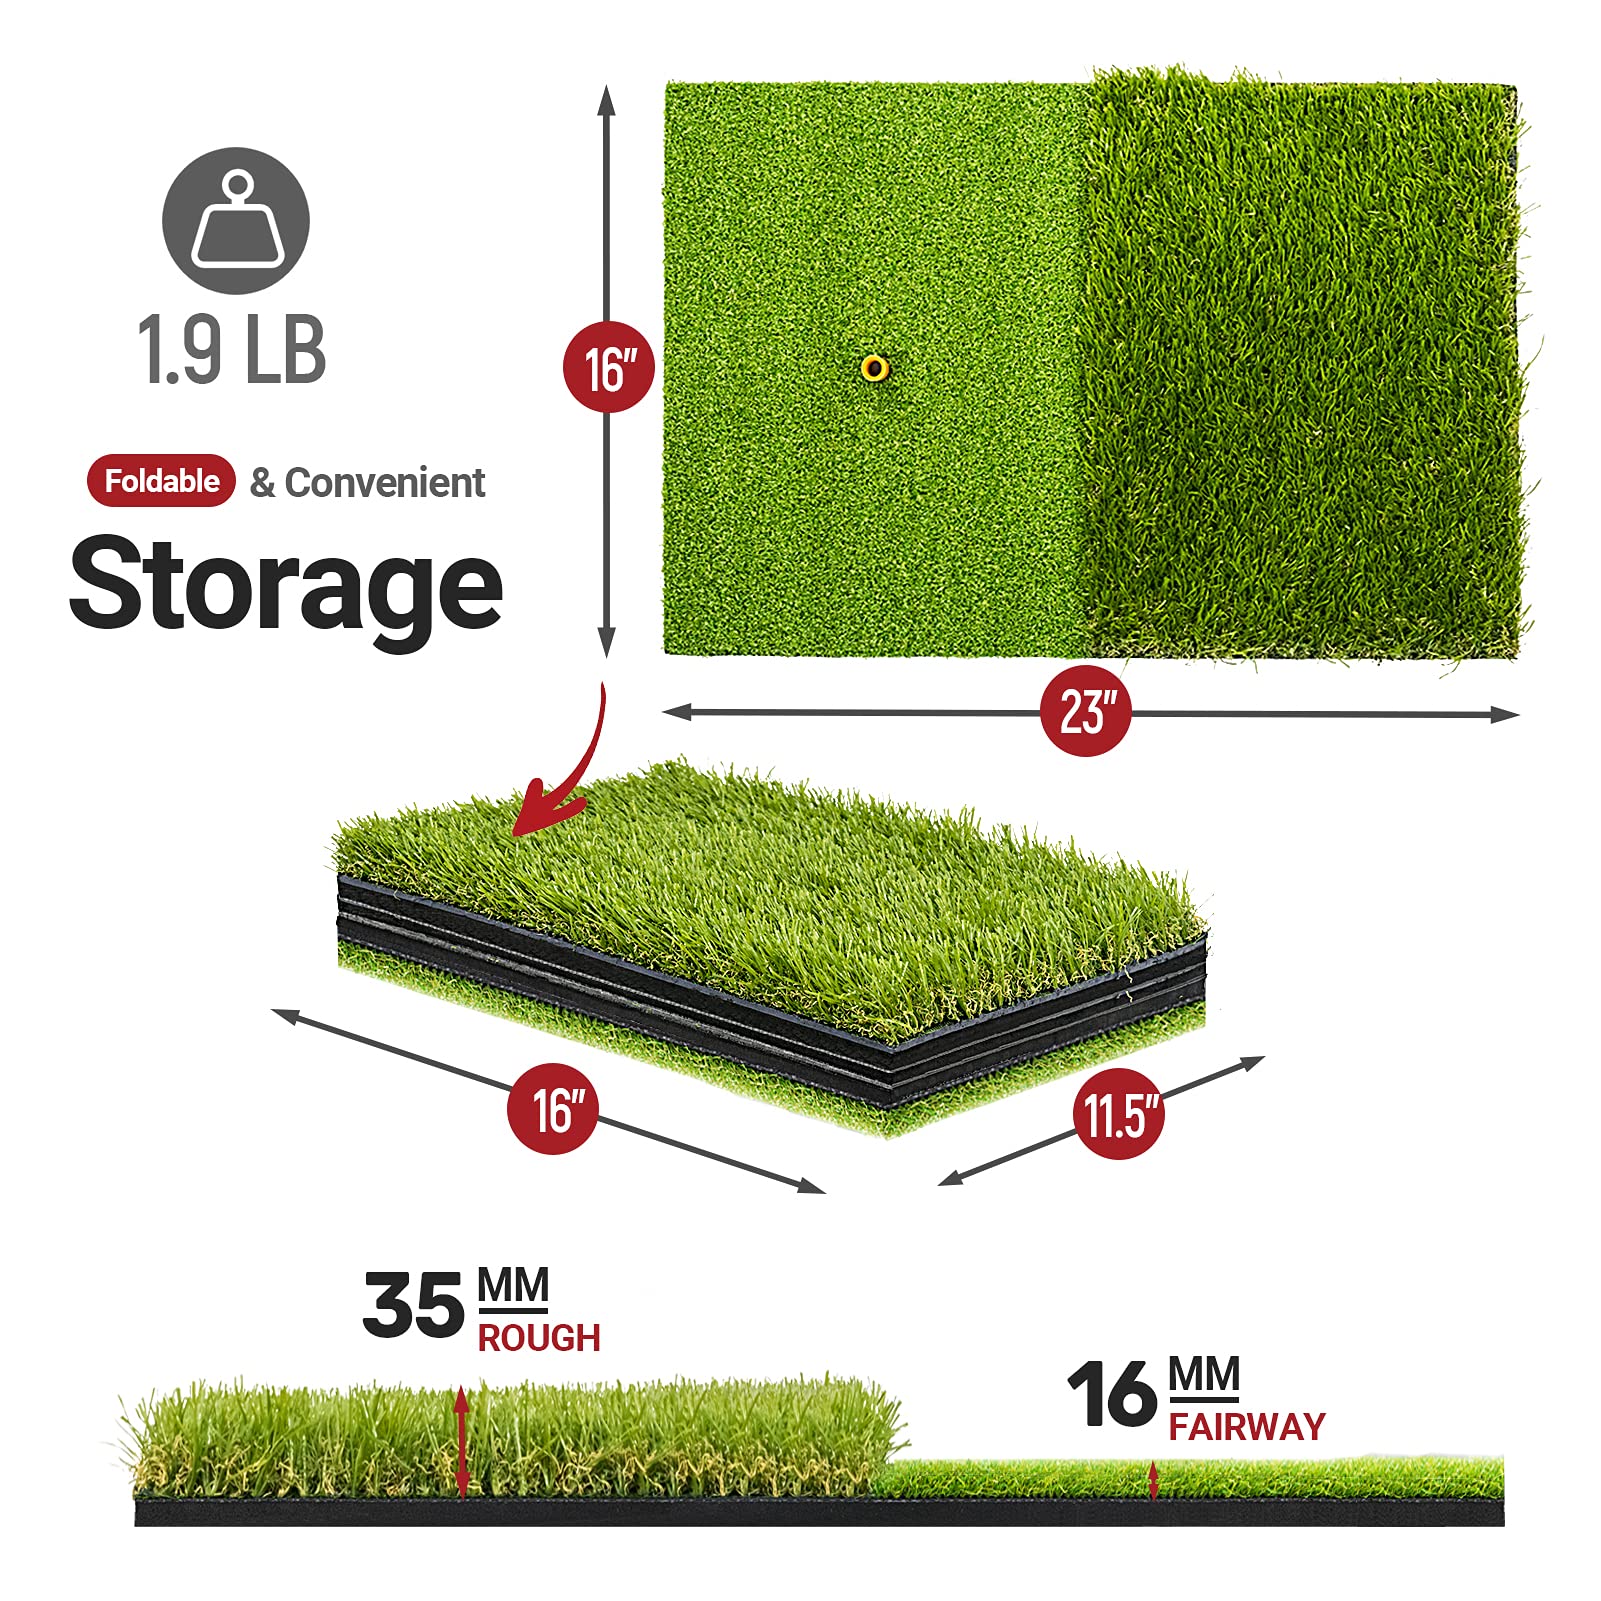 1.9 LB
Foldable & Convenient
Storage
16"
23"
16"
11.5"
35 MM
ROUGH
16 MM
FAIRWAY